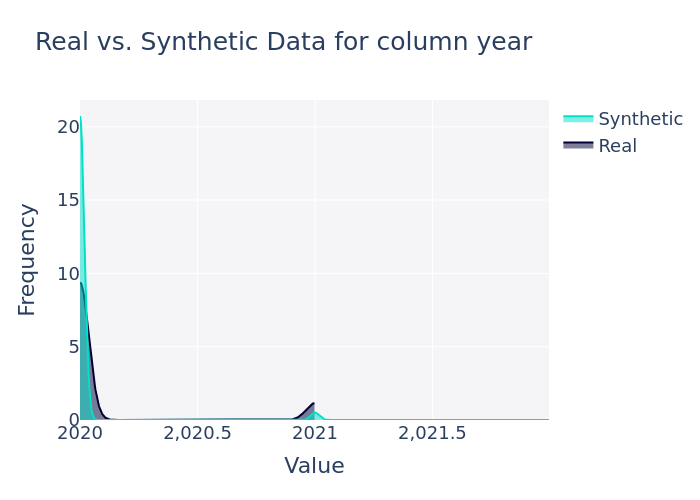 Real vs. Synthetic Data for column year
Synthetic
Real
Frequency
20
15
10
5
0
2020
2,020.5
2021
2,021.5
Value